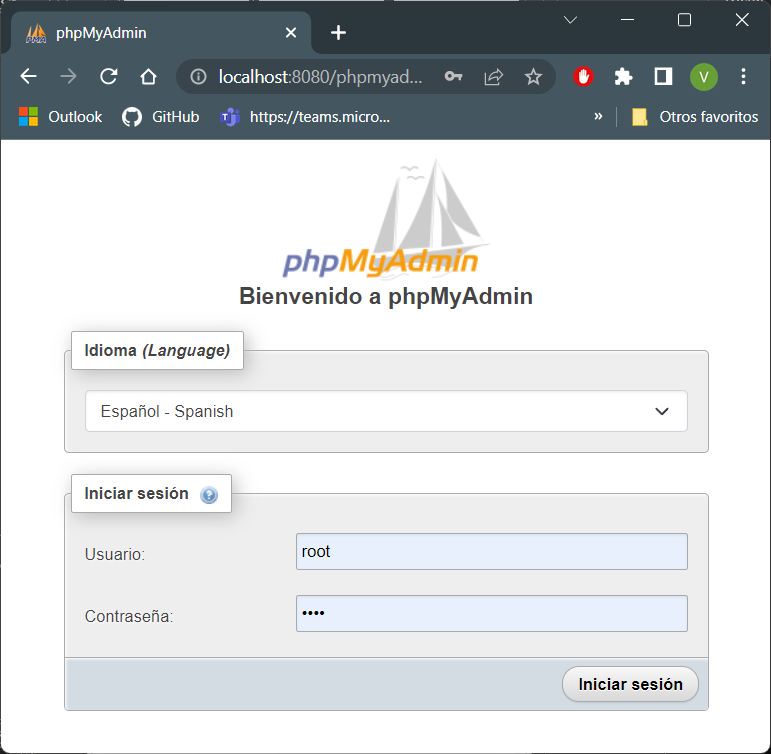 phpMyAdmin
localhost:8080/phpmyad...
V
Outlook
GitHub
https://teams.micro...
»
Otros favoritos
phpMyAdmin
Bienvenido a phpMyAdmin
Idioma (Language)
Español - Spanish
Iniciar sesión
Usuario:
root
Contraseña:
••••
Iniciar sesión